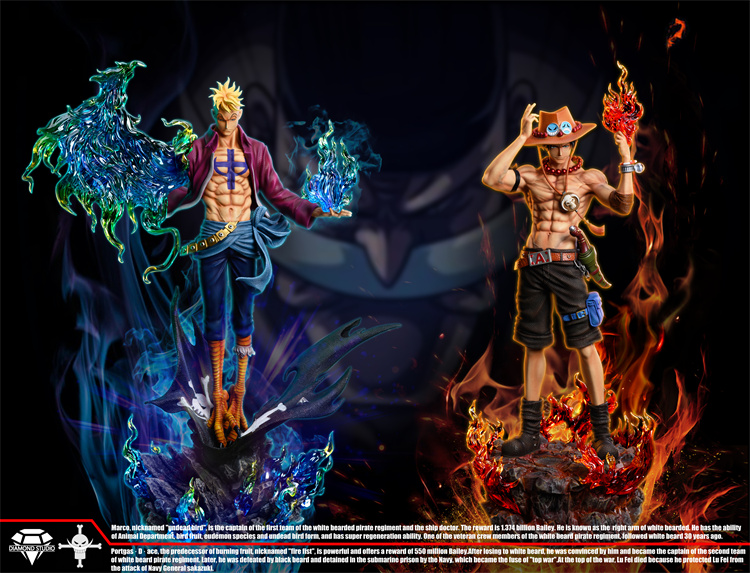 Marco, nicknamed "undead bird", is the captain of the first team of the white bearded pirate regiment and the ship doctor. The reward is 1.374 billion Bailey. He is known as the right arm of white bearded. He has the ability
of Animal Department, bird fruit, eudemon species and undead bird form, and has super regeneration ability. One of the veteran crew members of the white beard pirate regiment, followed white beard 30 years ago.
DIAMOND STUDIO
Portgas · D · ace, the predecessor of burning fruit, nicknamed "fire fist", is powerful and offers a reward of 550 million Bailey.After losing to white beard, he was convinced by him and became the captain of the second team
of white beard pirate regiment. Later, he was defeated by black beard and detained in the submarine prison by the Navy, which became the fuse of "top war".At the top of the war, Lu Fei died because he protected Lu Fei from
the attack of Navy General sakazuki.